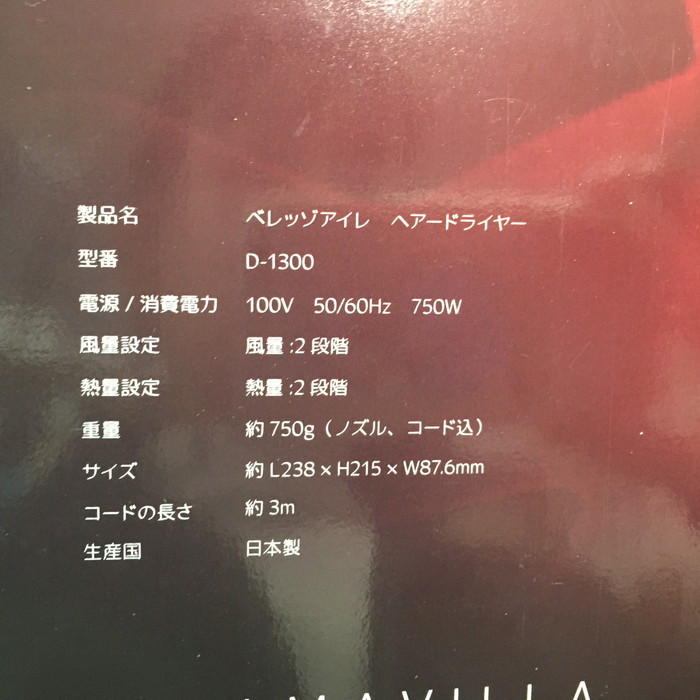 製品名 ベレッゾアイレ ヘアードライヤー
型番 D-1300
電源 / 消費電力 100V 50/60Hz 750W
風量設定 風量 :2 段階
熱量設定 熱量 :2 段階
重量 約 750g（ノズル、コード込）
サイズ 約 L238 × H215 × W87.6mm
コードの長さ 約 3m
生産国 日本製